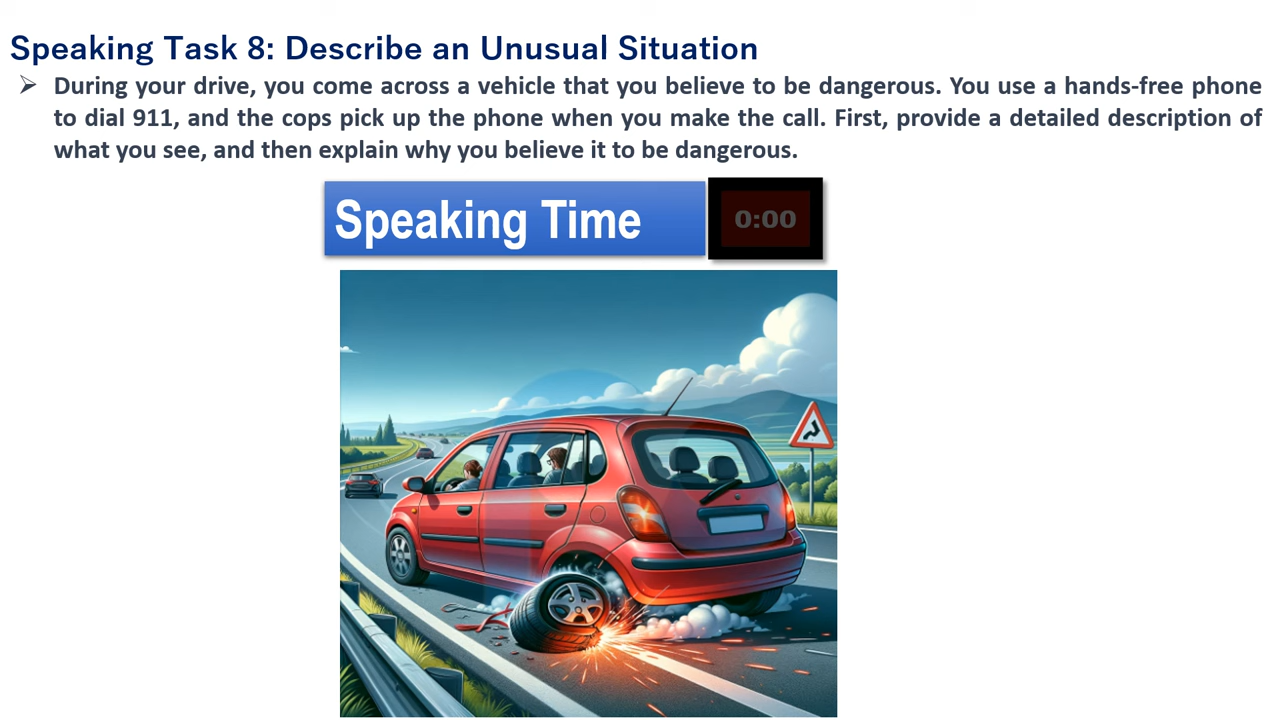 Speaking Task 8: Describe an Unusual Situation
➢ During your drive, you come across a vehicle that you believe to be dangerous. You use a hands-free phone
to dial 911, and the cops pick up the phone when you make the call. First, provide a detailed description of
what you see, and then explain why you believe it to be dangerous.
Speaking Time
0:00